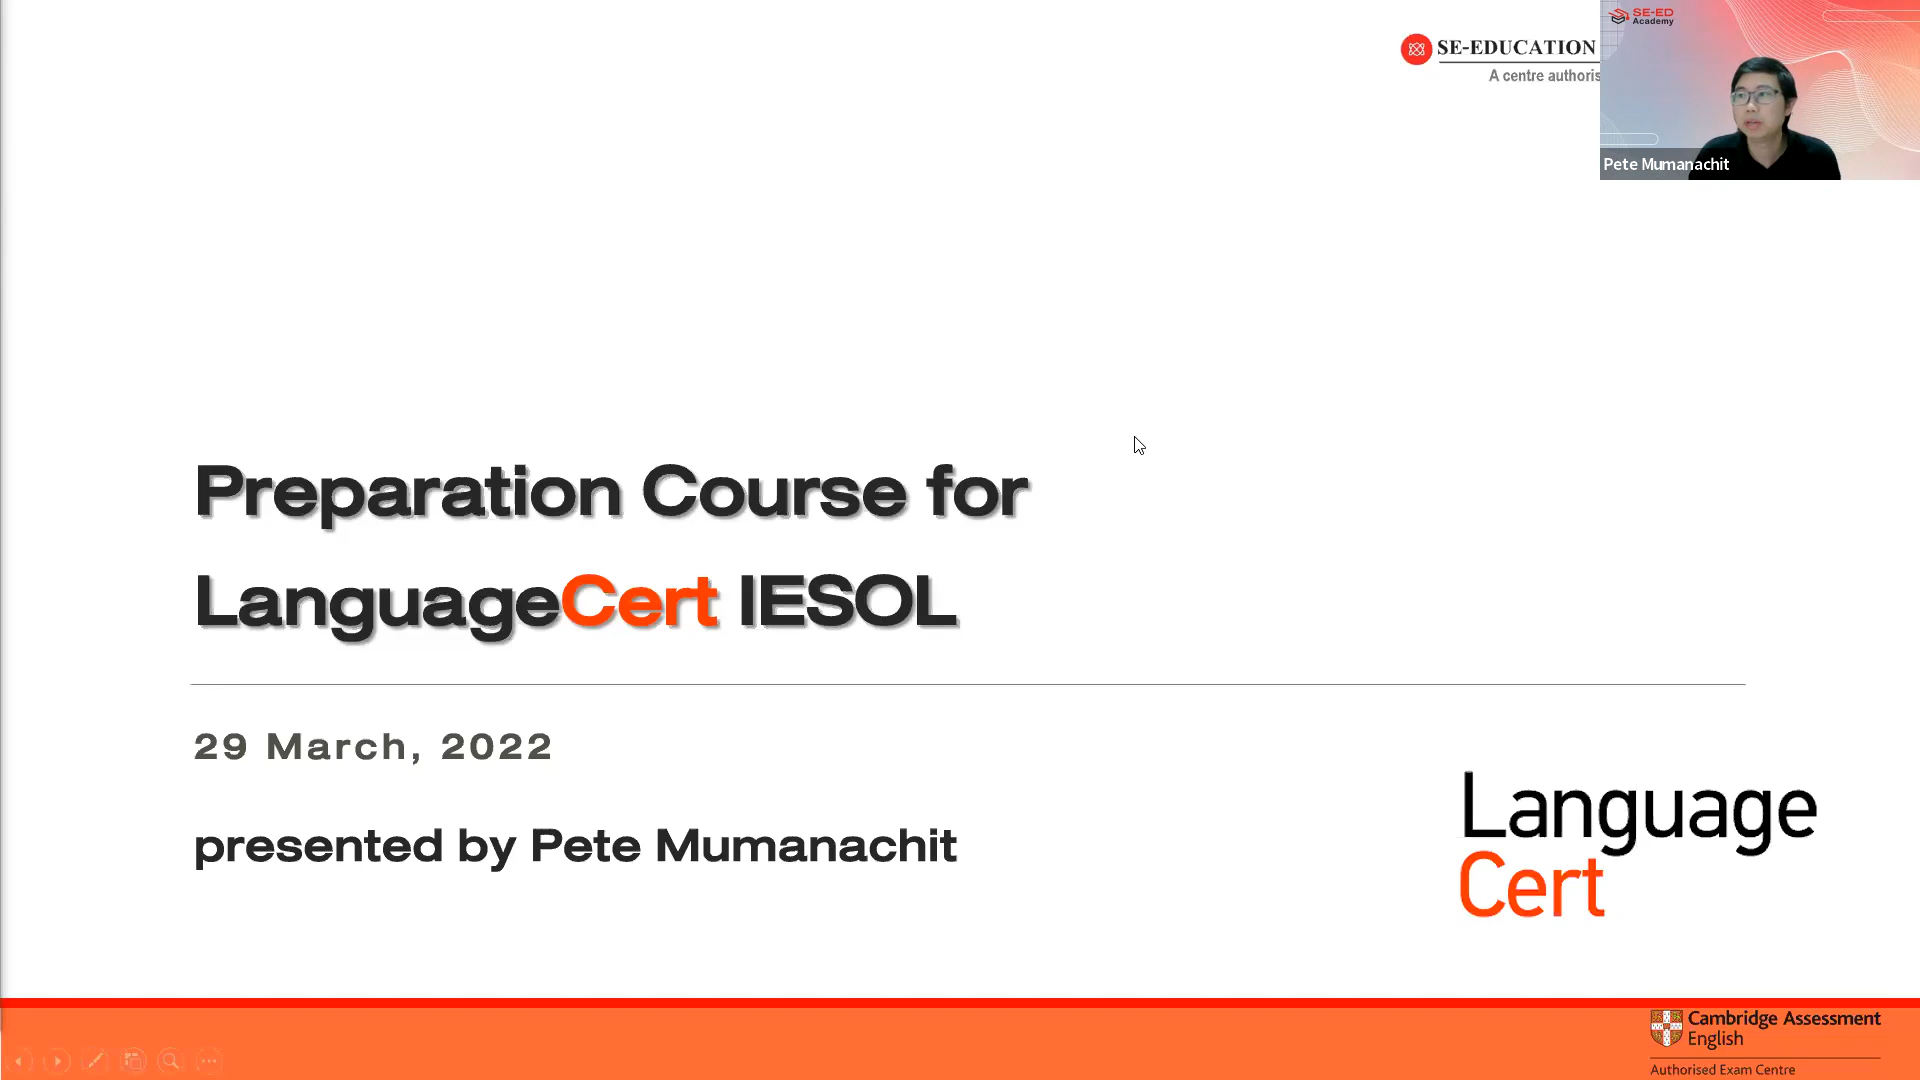 SE-EDUCATION
A centre authoris
SE-ED
Academy
Pete Mumanachit
Preparation Course for
LanguageCert IESOL
29 March, 2022
presented by Pete Mumanachit
Language
Cert
Cambridge Assessment
English
Authorised Exam Centre